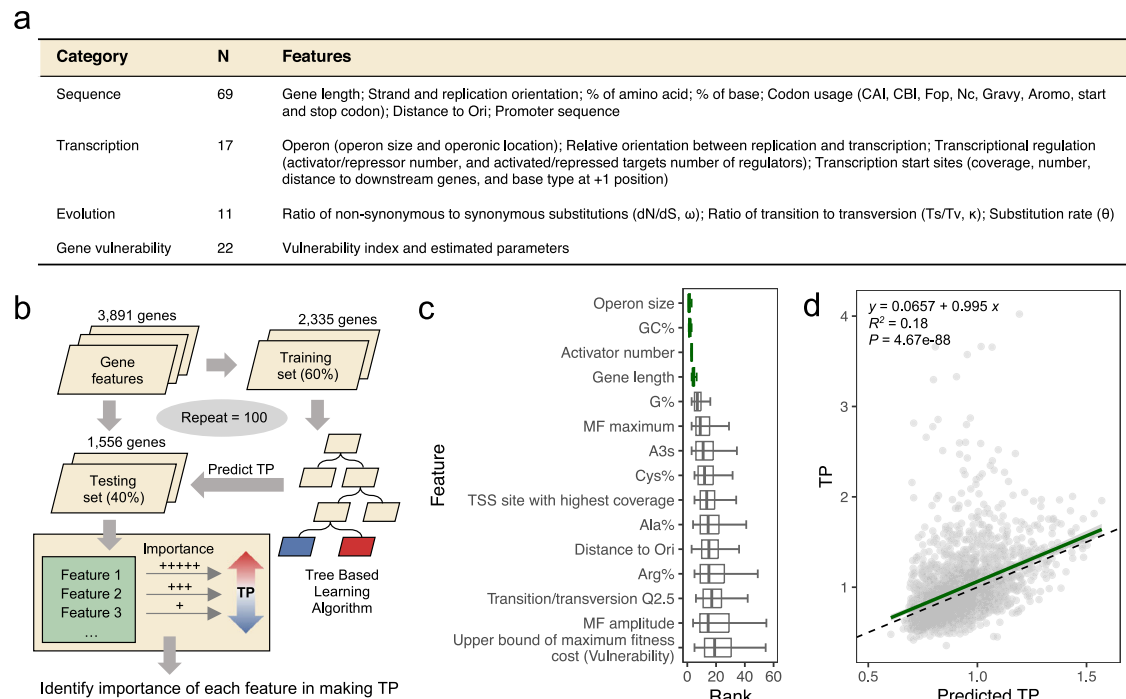 a
Category N Features
Sequence 69 Gene length; Strand and replication orientation; % of amino acid; % of base; Codon usage (CAI, CBI, Fop, Nc, Gravy, Aromo, start
and stop codon); Distance to Ori; Promoter sequence
Transcription 17 Operon (operon size and operonic location); Relative orientation between replication and transcription; Transcriptional regulation
(activator/repressor number, and activated/repressed targets number of regulators); Transcription start sites (coverage, number,
distance to downstream genes, and base type at +1 position)
Evolution 11 Ratio of non-synonymous to synonymous substitutions (dN/dS, ω); Ratio of transition to transversion (Ts/Tv, κ); Substitution rate (θ)
Gene vulnerability 22 Vulnerability index and estimated parameters
b
3,891 genes
Gene
features
2,335 genes
Training
set (60%)
Repeat = 100
1,556 genes
Testing
set (40%)
Predict TP
Tree Based
Learning
Algorithm
Importance
Feature 1 +++++
Feature 2 +++
Feature 3 +
...
TP
Identify importance of each feature in making TP
c
Feature
Operon size
GC%
Activator number
Gene length
G%
MF maximum
A3s
Cys%
TSS site with highest coverage
Ala%
Distance to Ori
Arg%
Transition/transversion Q2.5
MF amplitude
Upper bound of maximum fitness
cost (Vulnerability)
0 20 40 60
Rank
d
y = 0.0657 + 0.995 x
R² = 0.18
P = 4.67e-88
TP
4
3
2
1
0.5 1.0 1.5
Predicted TP